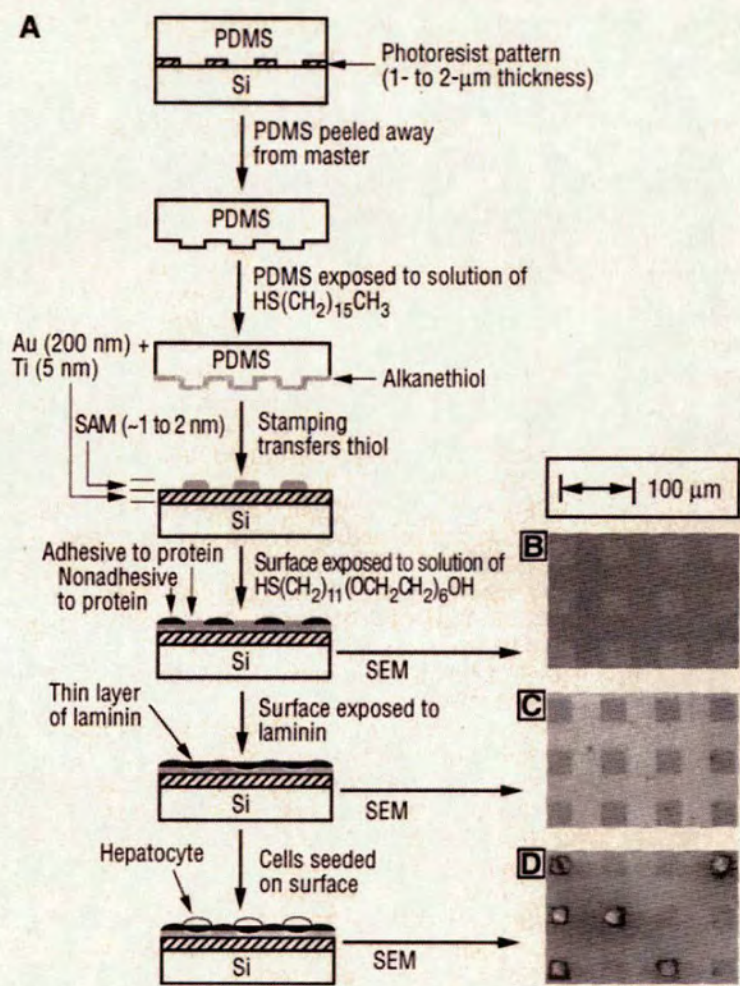 A
PDMS
Si
Photoresist pattern
(1- to 2-μm thickness)
PDMS peeled away
from master
PDMS
PDMS exposed to solution of
HS(CH₂)₁₅CH₃
Au (200 nm) +
Ti (5 nm)
PDMS
Alkanethiol
SAM (~1 to 2 nm)
Stamping
transfers thiol
Si
100 μm
Adhesive to protein
Nonadhesive
to protein
Surface exposed to solution of
HS(CH₂)₁₁(OCH₂CH₂)₆OH
B
Si
SEM
Thin layer
of laminin
Surface exposed to
laminin
C
Si
SEM
Hepatocyte
Cells seeded
on surface
D
Si
SEM